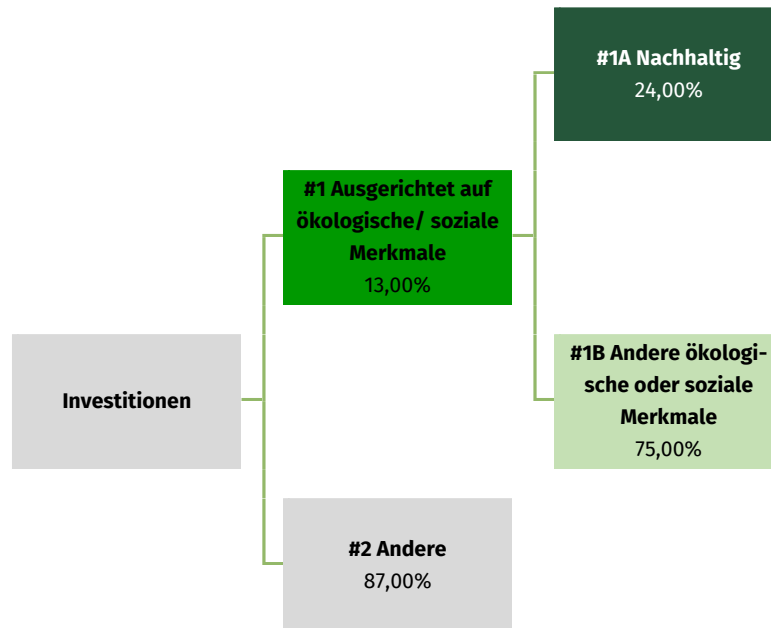 #1A Nachhaltig
24,00%
#1 Ausgerichtet auf
ökologische/ soziale
Merkmale
13,00%
#1B Andere ökologi-
sche oder soziale
Merkmale
75,00%
Investitionen
#2 Andere
87,00%